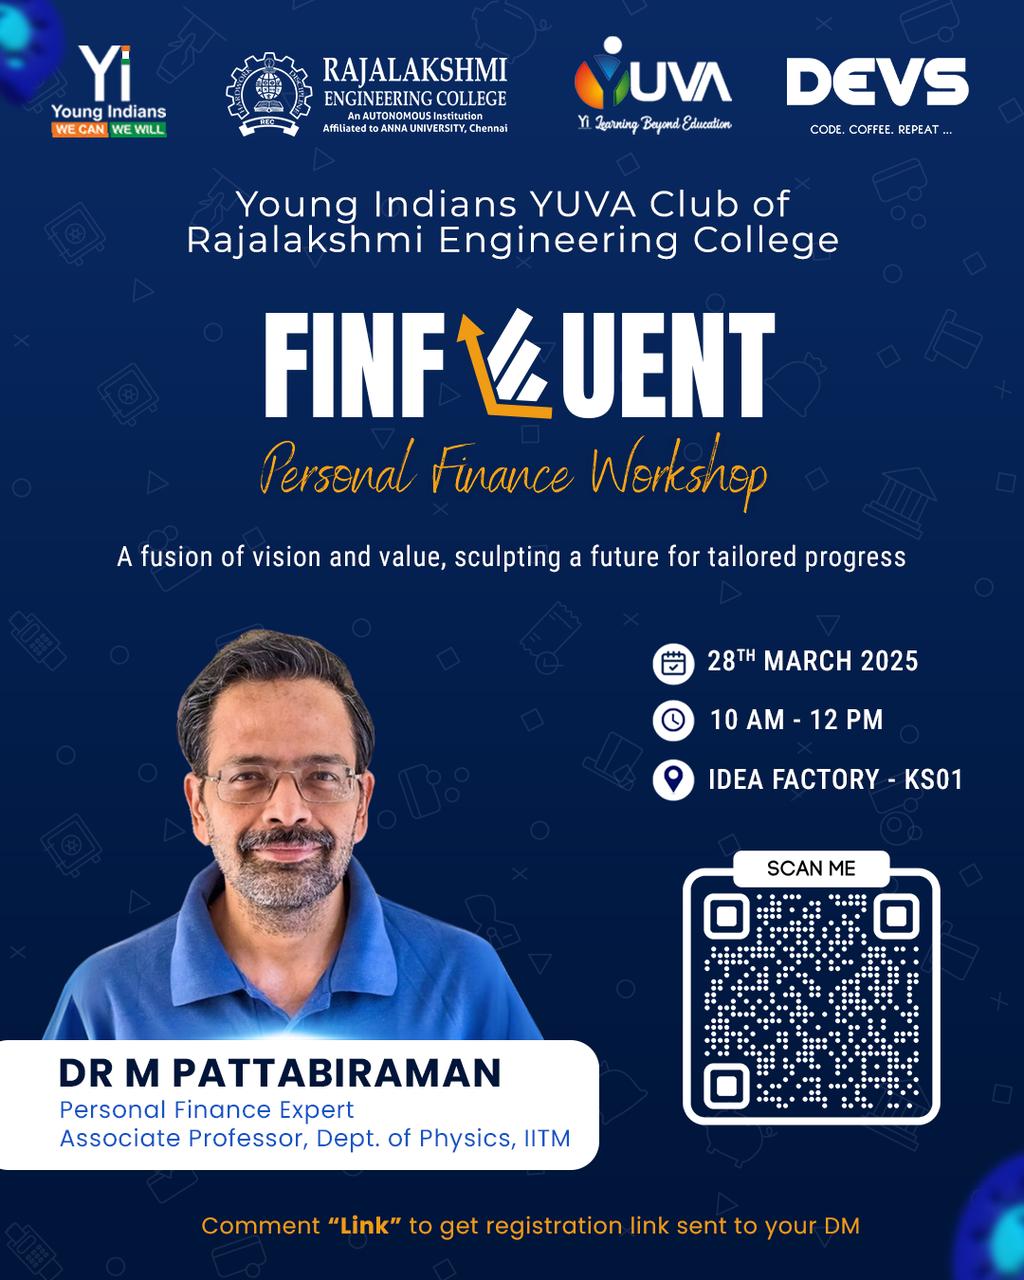 Yi
Young Indians
WE CAN WE WILL
RAJALAKSHMI
ENGINEERING COLLEGE
An AUTONOMOUS Institution
Affiliated to ANNA UNIVERSITY, Chennai
REC
YUVA
Yi Learning Beyond Education
DEVS
CODE. COFFEE. REPEAT ...
Young Indians YUVA Club of
Rajalakshmi Engineering College
FINFLUENT
Personal Finance Workshop
A fusion of vision and value, sculpting a future for tailored progress
28TH MARCH 2025
10 AM - 12 PM
IDEA FACTORY - KS01
SCAN ME
DR M PATTABIRAMAN
Personal Finance Expert
Associate Professor, Dept. of Physics, IITM
Comment “Link” to get registration link sent to your DM